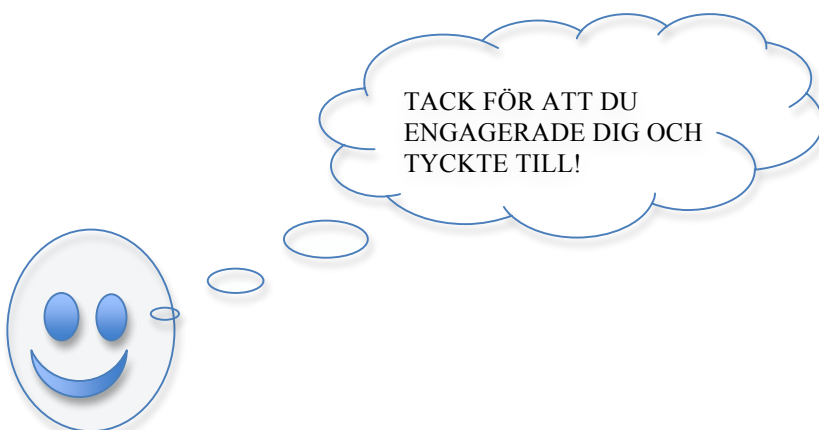 TACK FÖR ATT DU
ENGAGERADE DIG OCH
TYCKTE TILL!